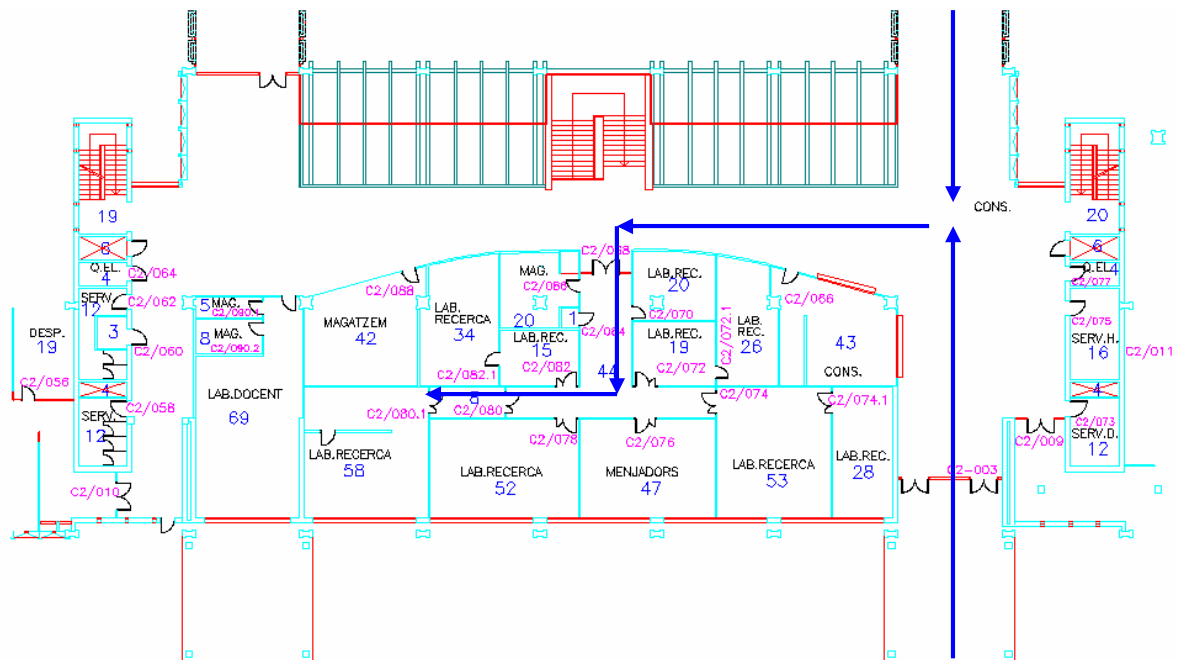 CONS.
19
20
6
Q.EL.
4
C2/064
SERV.
12
C2/062
3
C2/060
DESP.
19
C2/056
4
C2/058
SERV.
12
C2/010
5
MAG.
C2/090.1
8
MAG.
C2/090.2
LAB.DOCENT
69
C2/088
MAGATZEM
42
LAB.
RECERCA
34
MAG.
C2/086
20
1
C2/084
LAB.REC.
15
C2/082
C2/082.1
C2/068
44
LAB.REC.
20
C2/070
LAB.REC.
19
C2/072
C2/072.1
LAB.
REC.
26
C2/066
43
CONS.
C2/080.1
8
C2/080
C2/078
C2/076
C2/074
C2/074.1
LAB.RECERCA
58
LAB.RECERCA
52
MENJADORS
47
LAB.RECERCA
53
LAB.REC.
28
C2-003
C2/009
6
Q.EL.
4
C2/077
C2/075
SERV.H.
16
C2/011
4
C2/073
SERV.D.
12